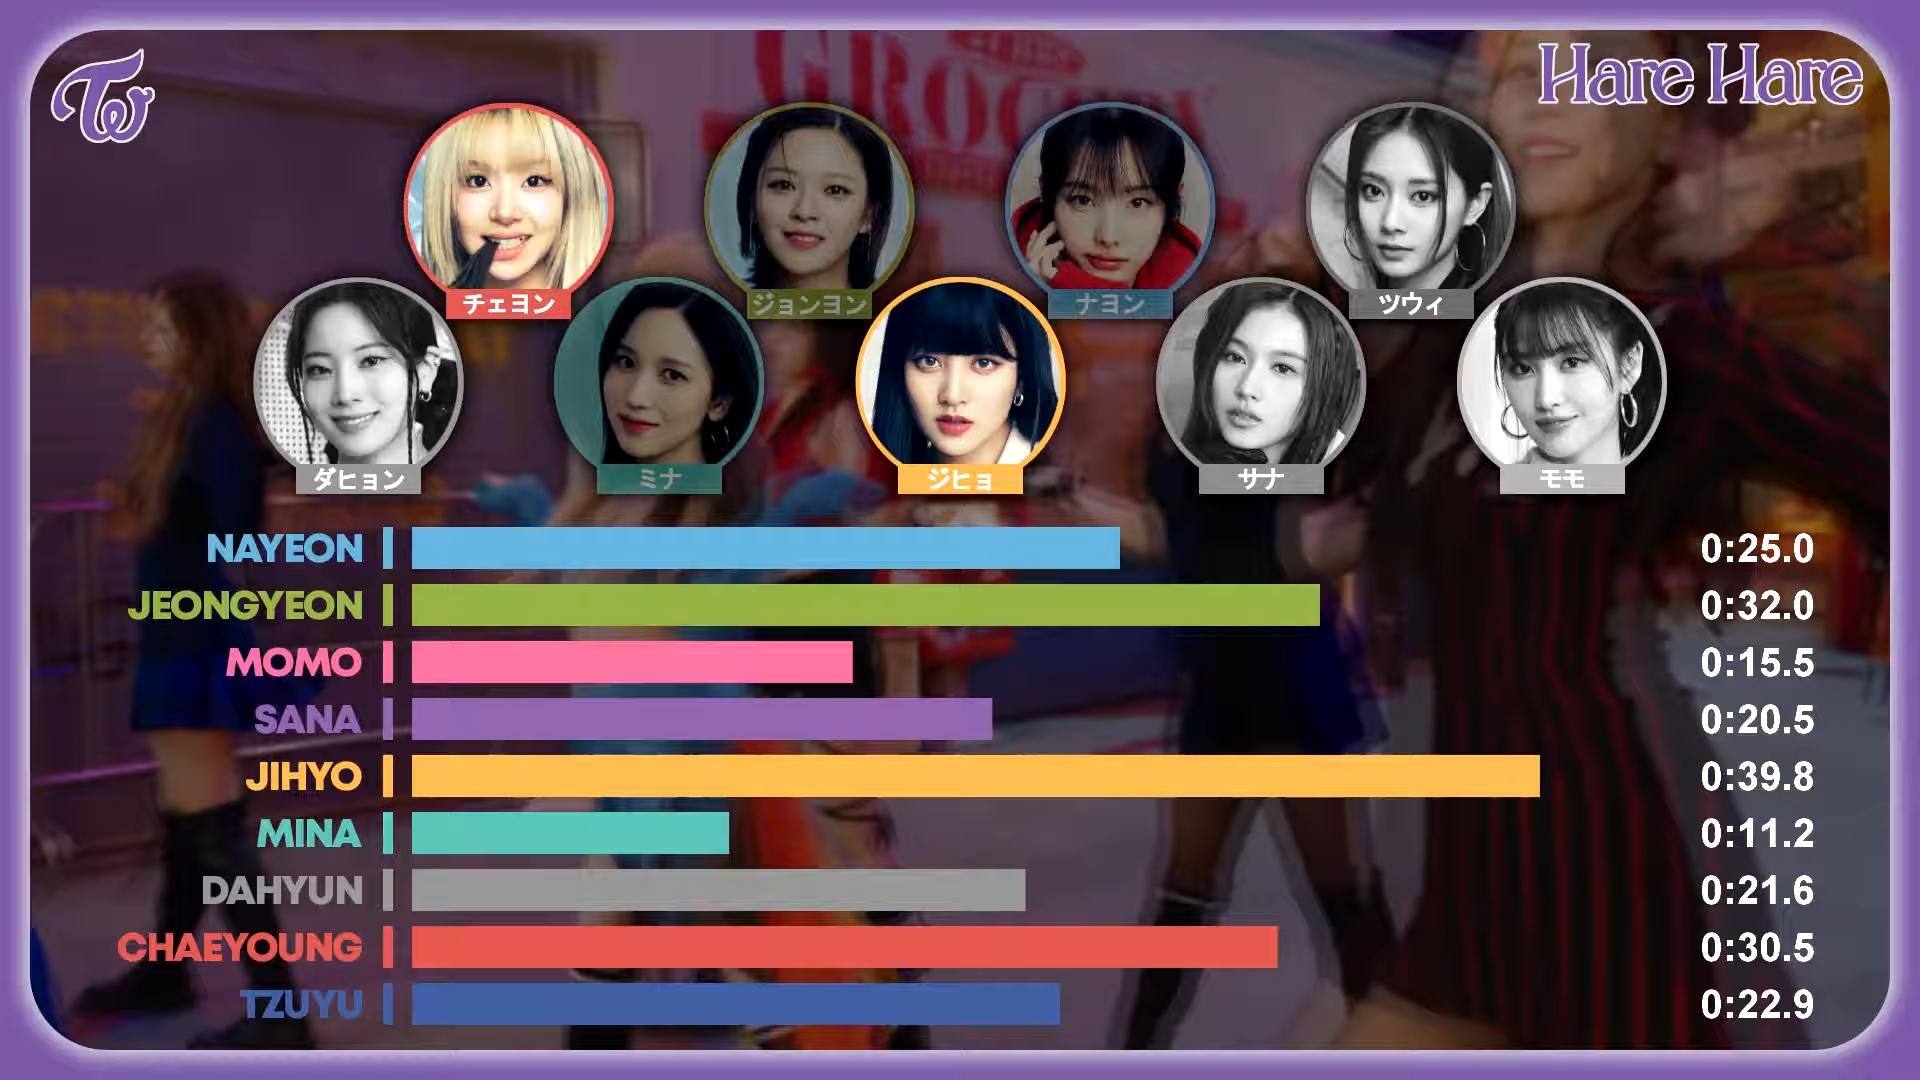 Tw
Hare Hare
GROCERY
チェヨン
ジョンヨン
ナヨン
ツウィ
ダヒョン
ミナ
ジヒョ
サナ
モモ
NAYEON 0:25.0
JEONGYEON 0:32.0
MOMO 0:15.5
SANA 0:20.5
JIHYO 0:39.8
MINA 0:11.2
DAHYUN 0:21.6
CHAEYOUNG 0:30.5
TZUYU 0:22.9